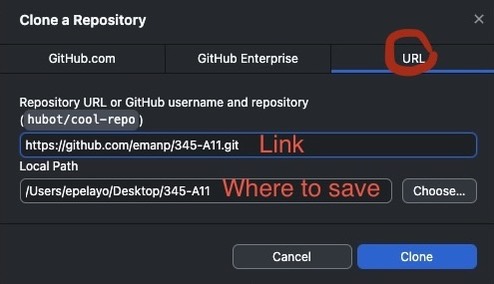 Clone a Repository
GitHub.com GitHub Enterprise URL
Repository URL or GitHub username and repository
(hubot/cool-repo)
https://github.com/emanp/345-A11.git Link
Local Path
/Users/epelayo/Desktop/345-A11 Where to save Choose...
Cancel Clone